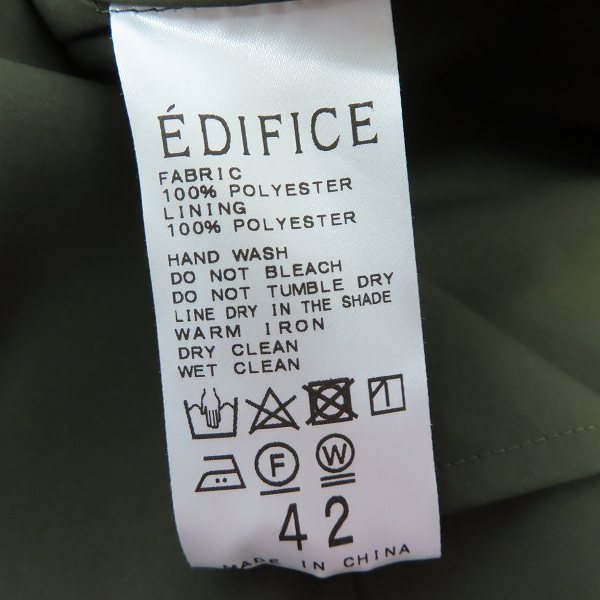 ÉDIFICE
FABRIC
100% POLYESTER
LINING
100% POLYESTER
HAND WASH
DO NOT BLEACH
DO NOT TUMBLE DRY
LINE DRY IN THE SHADE
WARM IRON
DRY CLEAN
WET CLEAN
F W
42
MADE IN CHINA